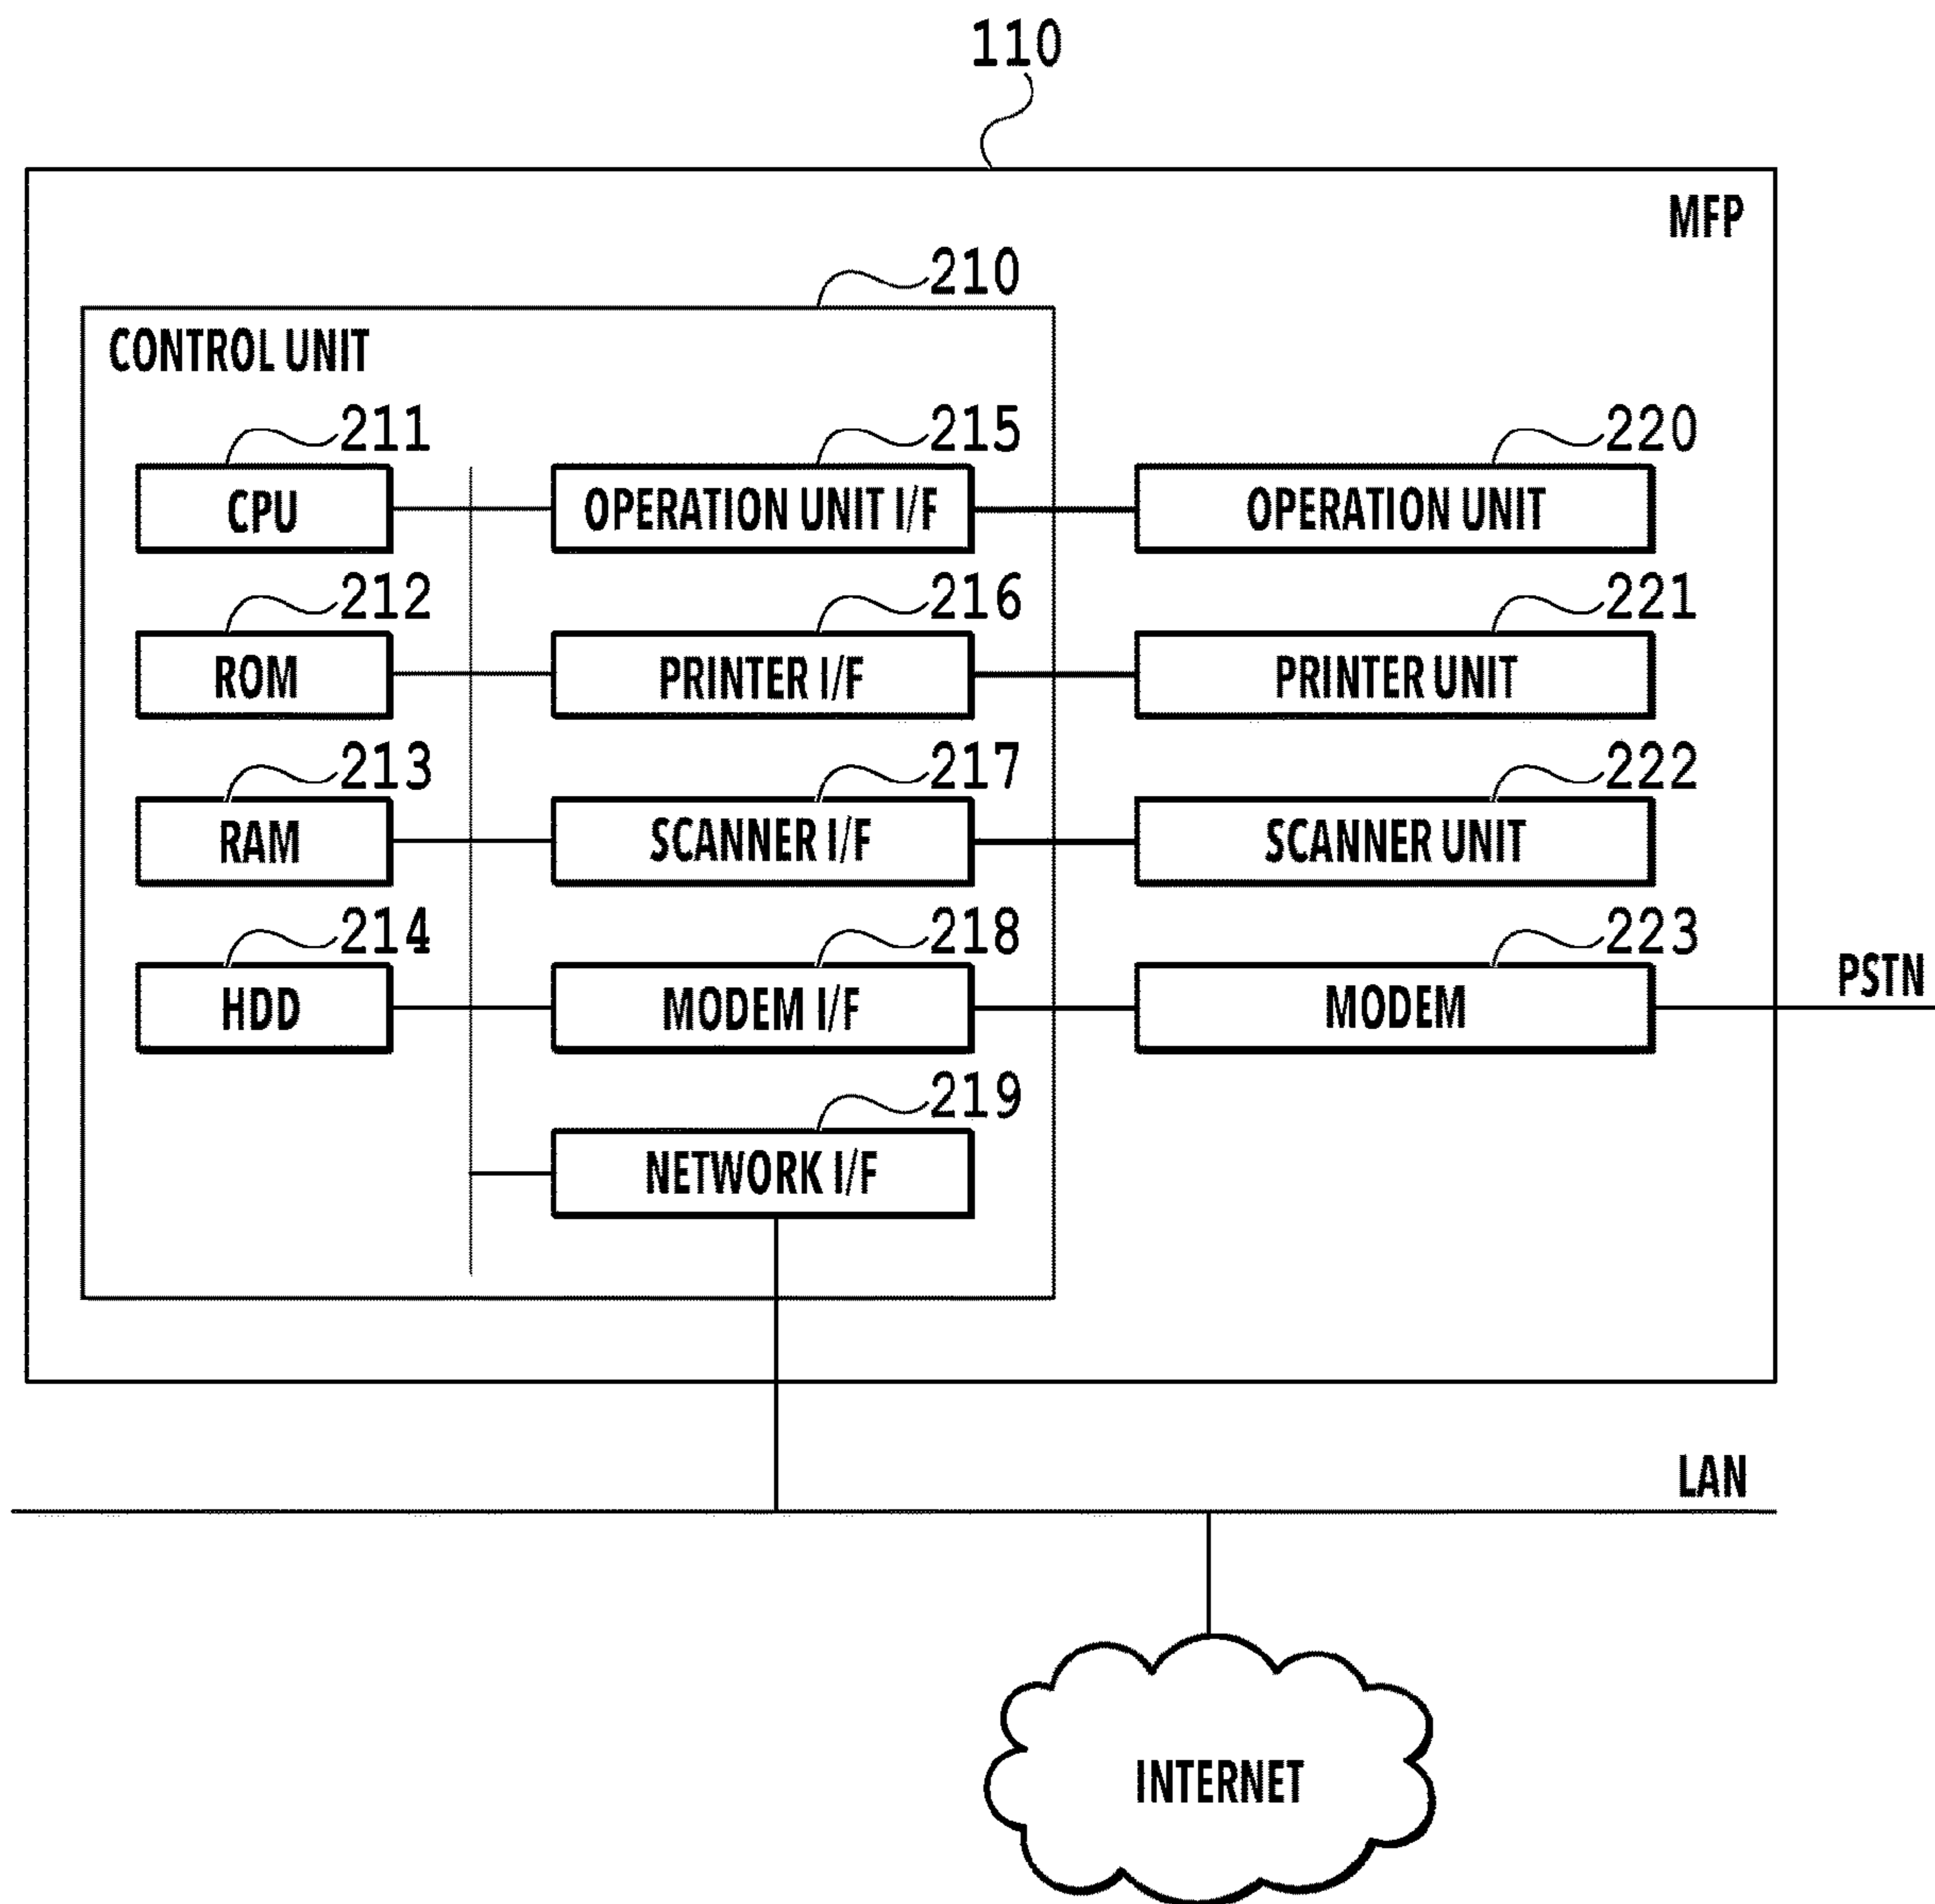 110
MFP
210
CONTROL UNIT
211 215 220
CPU OPERATION UNIT I/F OPERATION UNIT
212 216 221
ROM PRINTER I/F PRINTER UNIT
213 217 222
RAM SCANNER I/F SCANNER UNIT
214 218 223
HDD MODEM I/F MODEM PSTN
219
NETWORK I/F
LAN
INTERNET